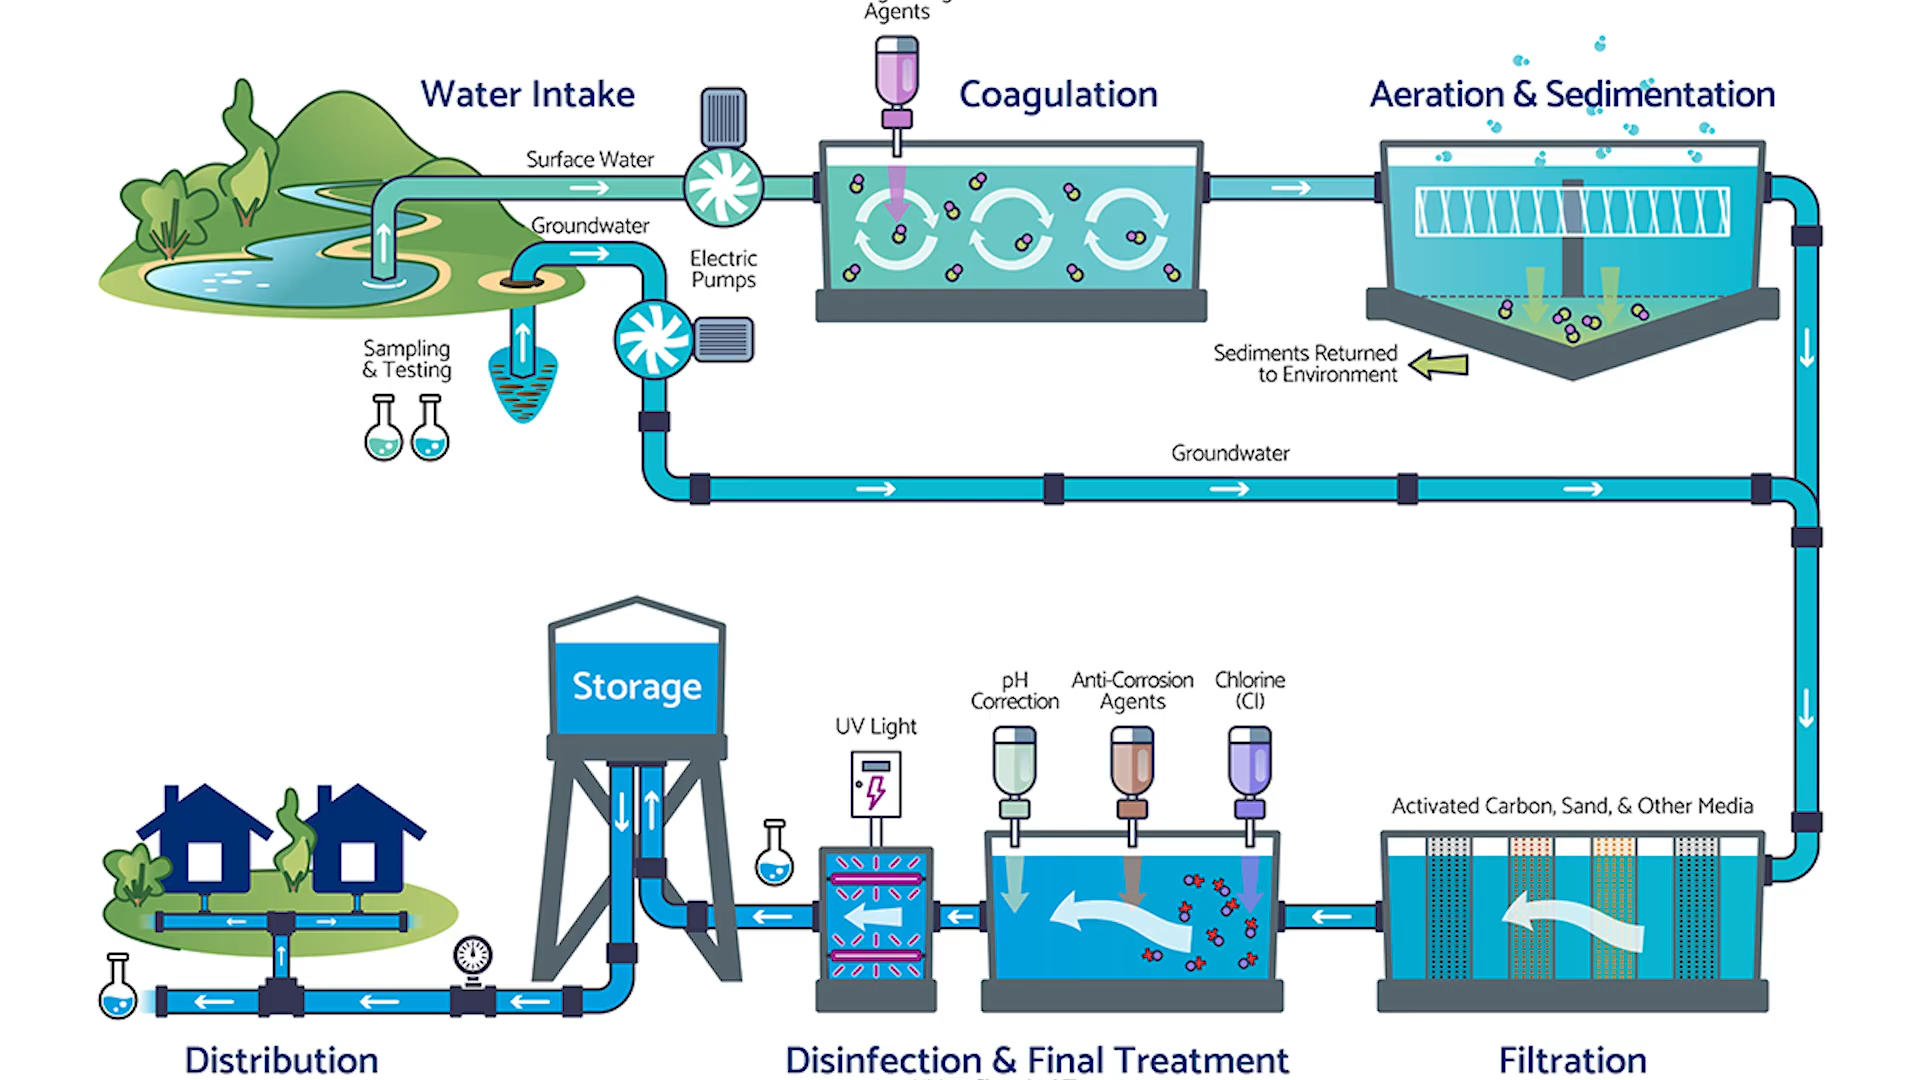 Agents
Water Intake
Coagulation
Aeration & Sedimentation
Surface Water
Groundwater
Electric
Pumps
Sampling
& Testing
Sediments Returned
to Environment
Groundwater
Storage
UV Light
pH
Correction
Anti-Corrosion
Agents
Chlorine
(Cl)
Activated Carbon, Sand, & Other Media
Distribution
Disinfection & Final Treatment
Filtration